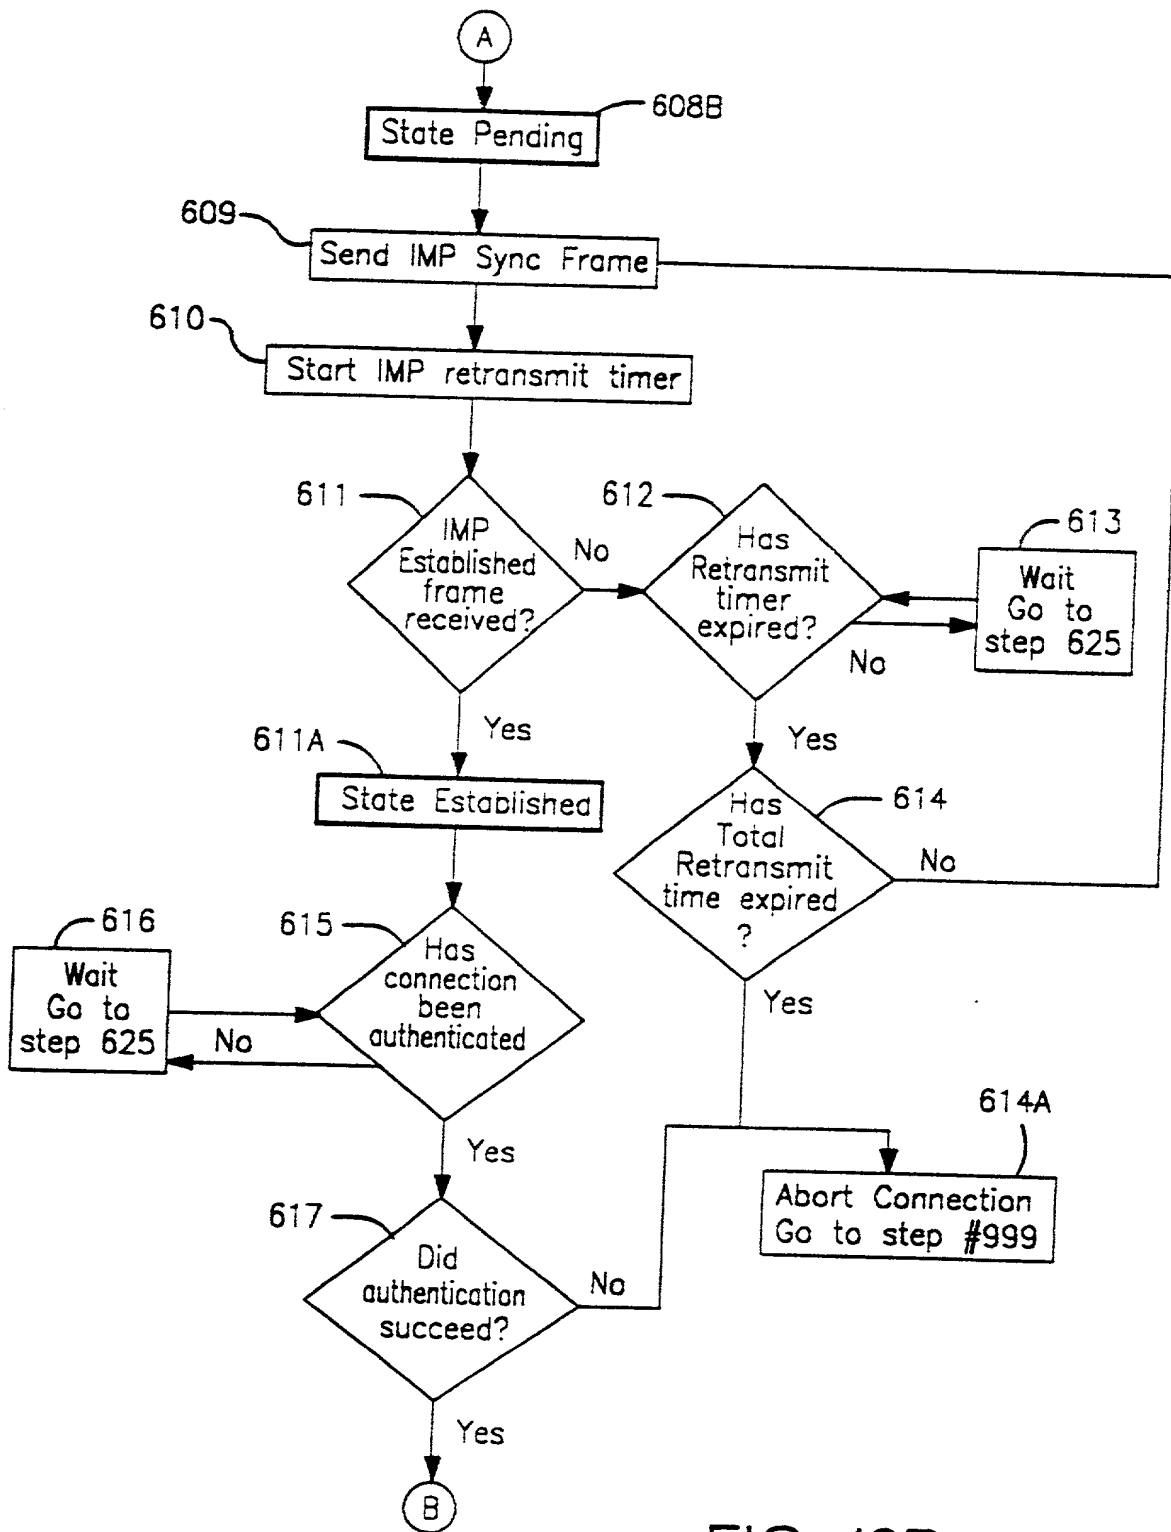 A
608B
State Pending
609
Send IMP Sync Frame
610
Start IMP retransmit timer
611
IMP
Established
frame
received?
No
612
Has
Retransmit
timer
expired?
No
613
Wait
Go to
step 625
Yes
611A
State Established
Yes
614
Has
Total
Retransmit
time expired
?
No
616
Wait
Go to
step 625
No
615
Has
connection
been
authenticated
Yes
Yes
614A
Abort Connection
Go to step #999
617
Did
authentication
succeed?
No
Yes
B